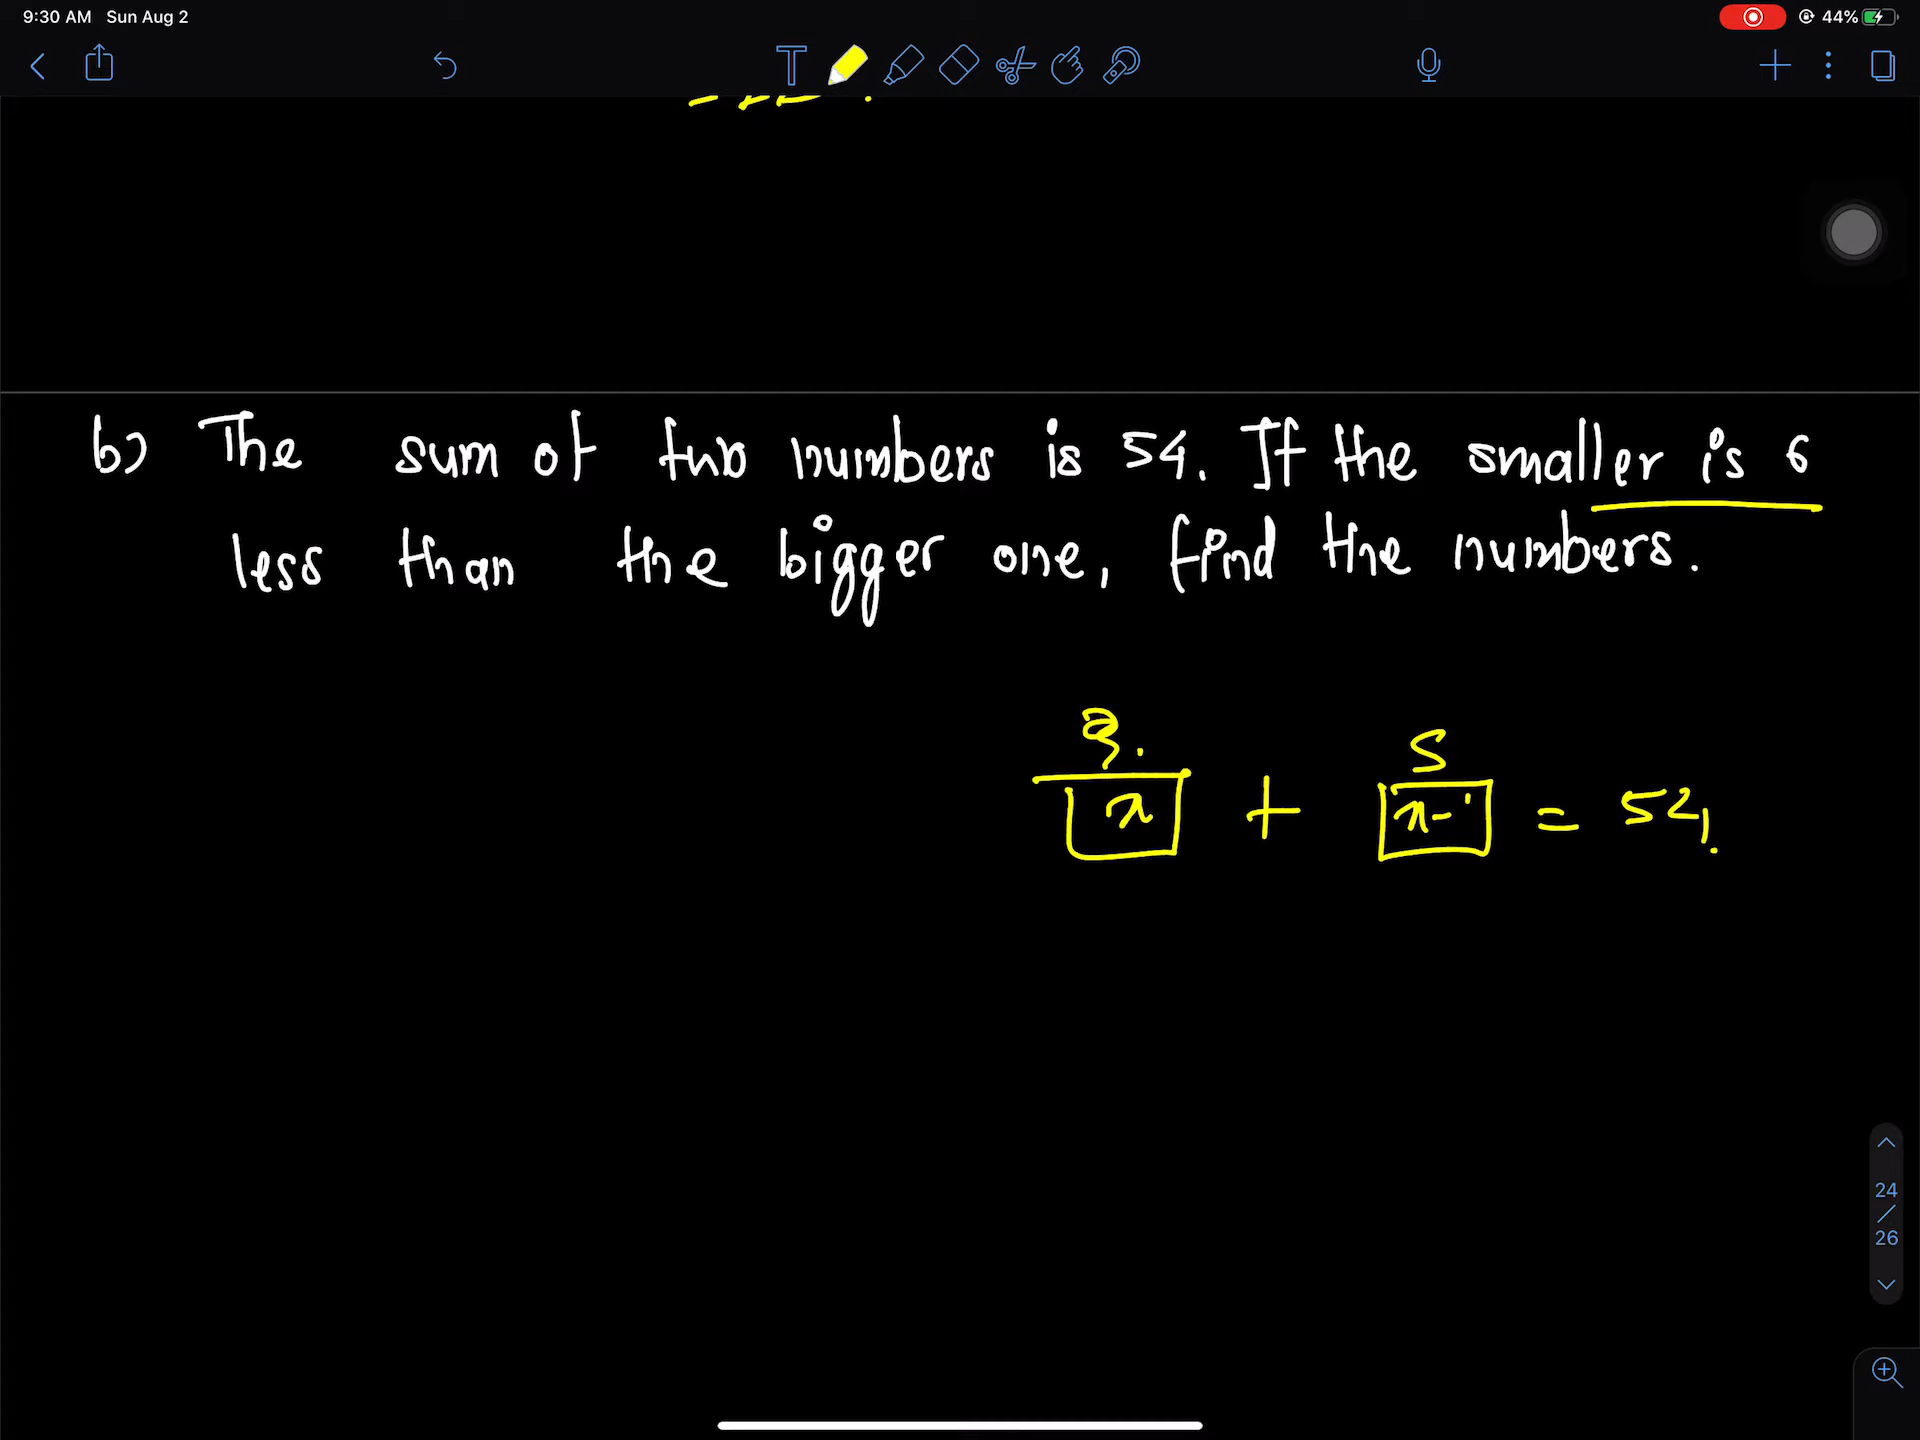 9:30 AM Sun Aug 2
44%
b) The sum of two numbers is 54. If the smaller is 6
less than the bigger one, find the numbers.
S
x + x- = 54
24
/
26